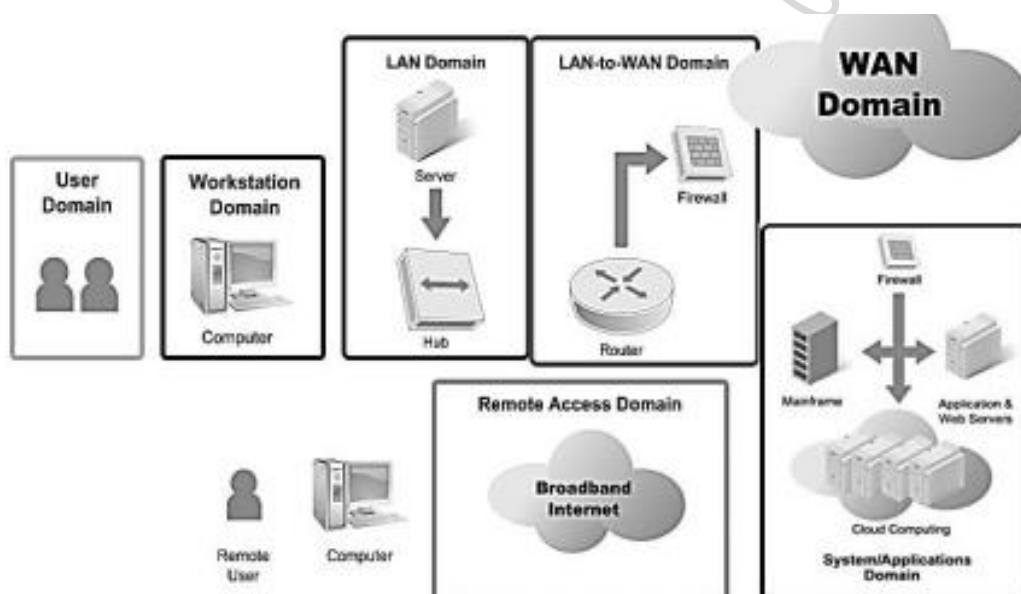 User
Domain
Workstation
Domain
Computer
LAN Domain
Server
Hub
LAN-to-WAN Domain
Firewall
Router
WAN
Domain
Remote Access Domain
Broadband
Internet
Remote
User
Computer
Firewall
Mainframe
Application &
Web Servers
Cloud Computing
System/Applications
Domain